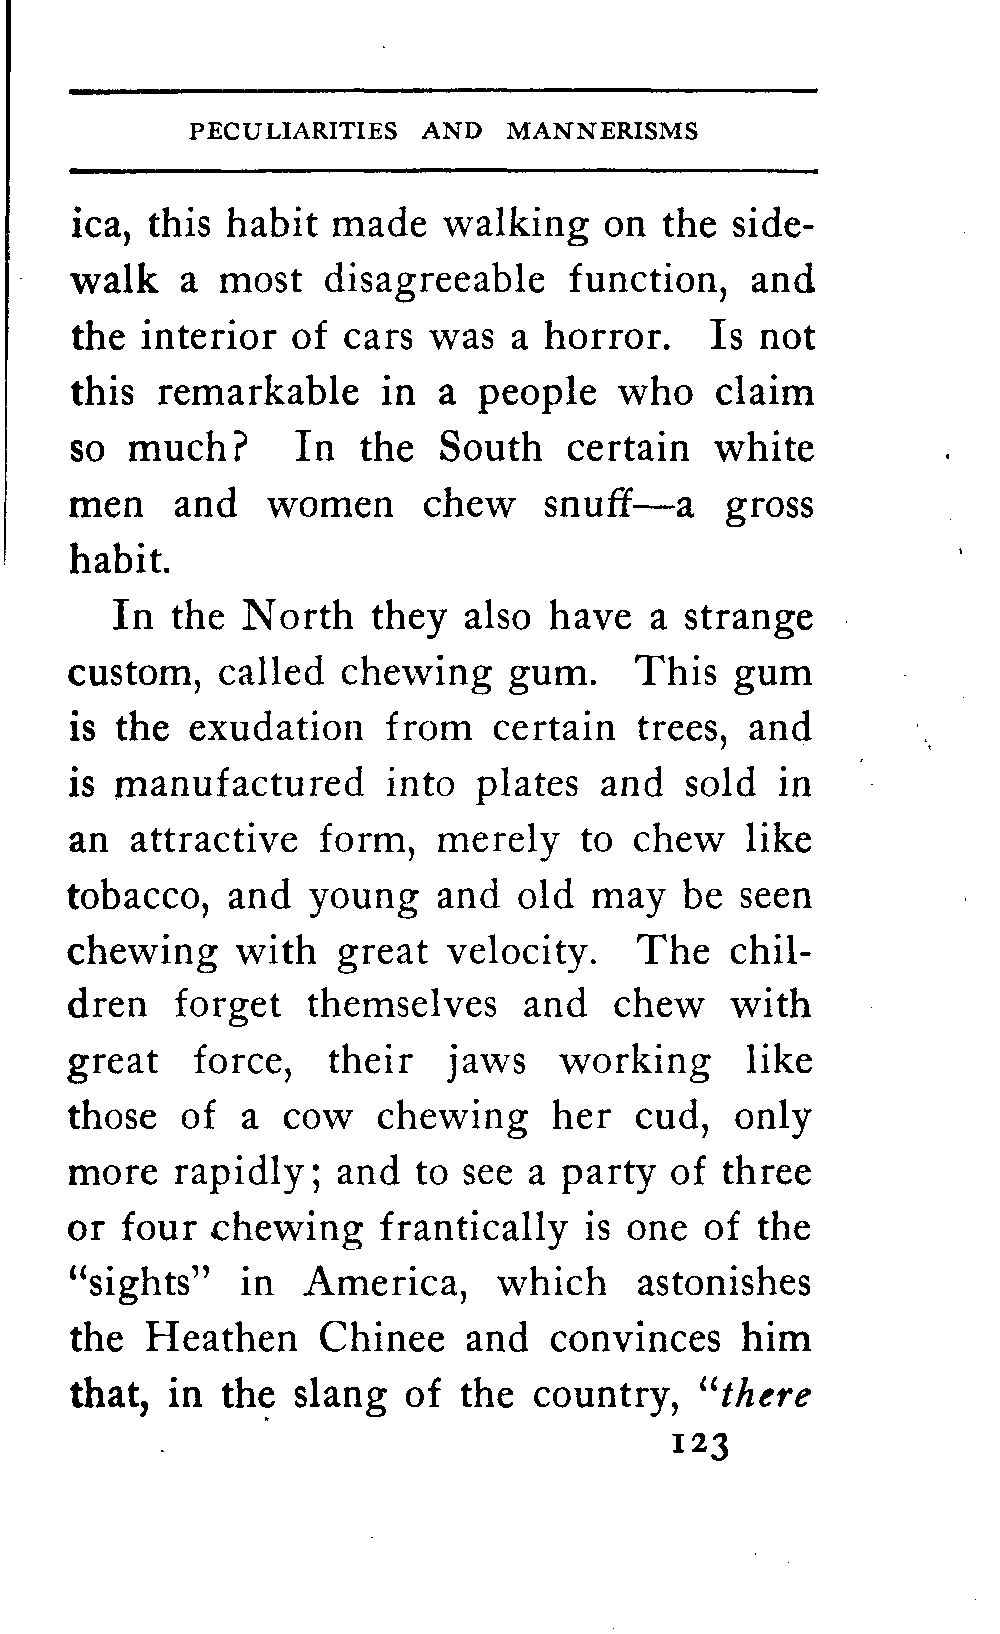 PECULIARITIES AND MANNERISMS
ica, this habit made walking on the side-
walk a most disagreeable function, and
the interior of cars was a horror. Is not
this remarkable in a people who claim
so much? In the South certain white
men and women chew snuff—a gross
habit.
In the North they also have a strange
custom, called chewing gum. This gum
is the exudation from certain trees, and
is manufactured into plates and sold in
an attractive form, merely to chew like
tobacco, and young and old may be seen
chewing with great velocity. The chil-
dren forget themselves and chew with
great force, their jaws working like
those of a cow chewing her cud, only
more rapidly; and to see a party of three
or four chewing frantically is one of the
“sights” in America, which astonishes
the Heathen Chinee and convinces him
that, in the slang of the country, “there
123